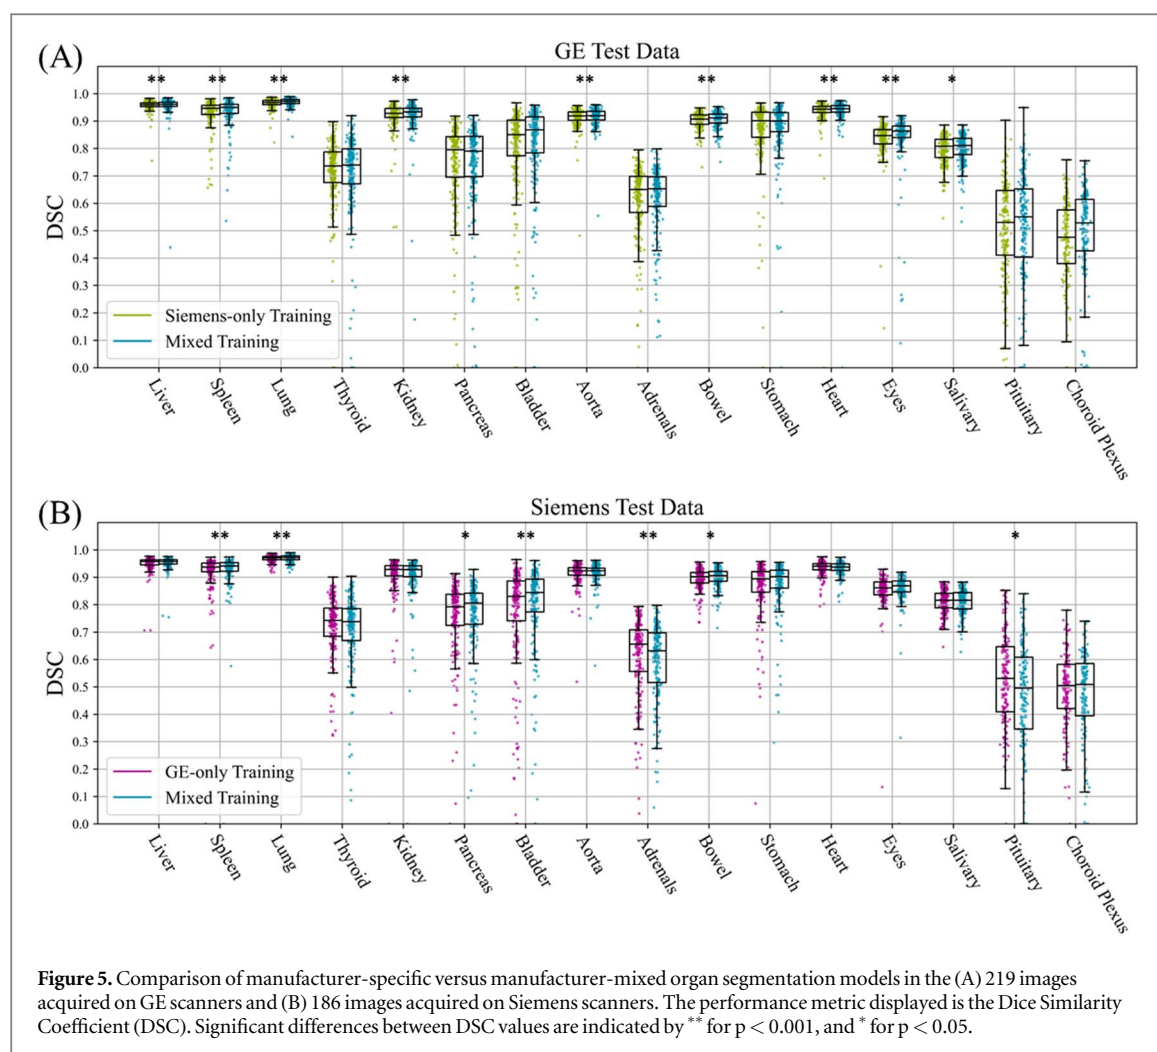 (A)
GE Test Data
** ** ** ** ** ** ** ** *
1.0
0.9
0.8
0.7
0.6
0.5
0.4
0.3
0.2
0.1
0.0
DSC
Siemens-only Training
Mixed Training
Liver Spleen Lung Thyroid Kidney Pancreas Bladder Aorta Adrenals Bowel Stomach Heart Eyes Salivary Pituitary Choroid Plexus
(B)
Siemens Test Data
** ** * ** ** * *
1.0
0.9
0.8
0.7
0.6
0.5
0.4
0.3
0.2
0.1
0.0
DSC
GE-only Training
Mixed Training
Liver Spleen Lung Thyroid Kidney Pancreas Bladder Aorta Adrenals Bowel Stomach Heart Eyes Salivary Pituitary Choroid Plexus
Figure 5. Comparison of manufacturer-specific versus manufacturer-mixed organ segmentation models in the (A) 219 images
acquired on GE scanners and (B) 186 images acquired on Siemens scanners. The performance metric displayed is the Dice Similarity
Coefficient (DSC). Significant differences between DSC values are indicated by ** for p < 0.001, and * for p < 0.05.